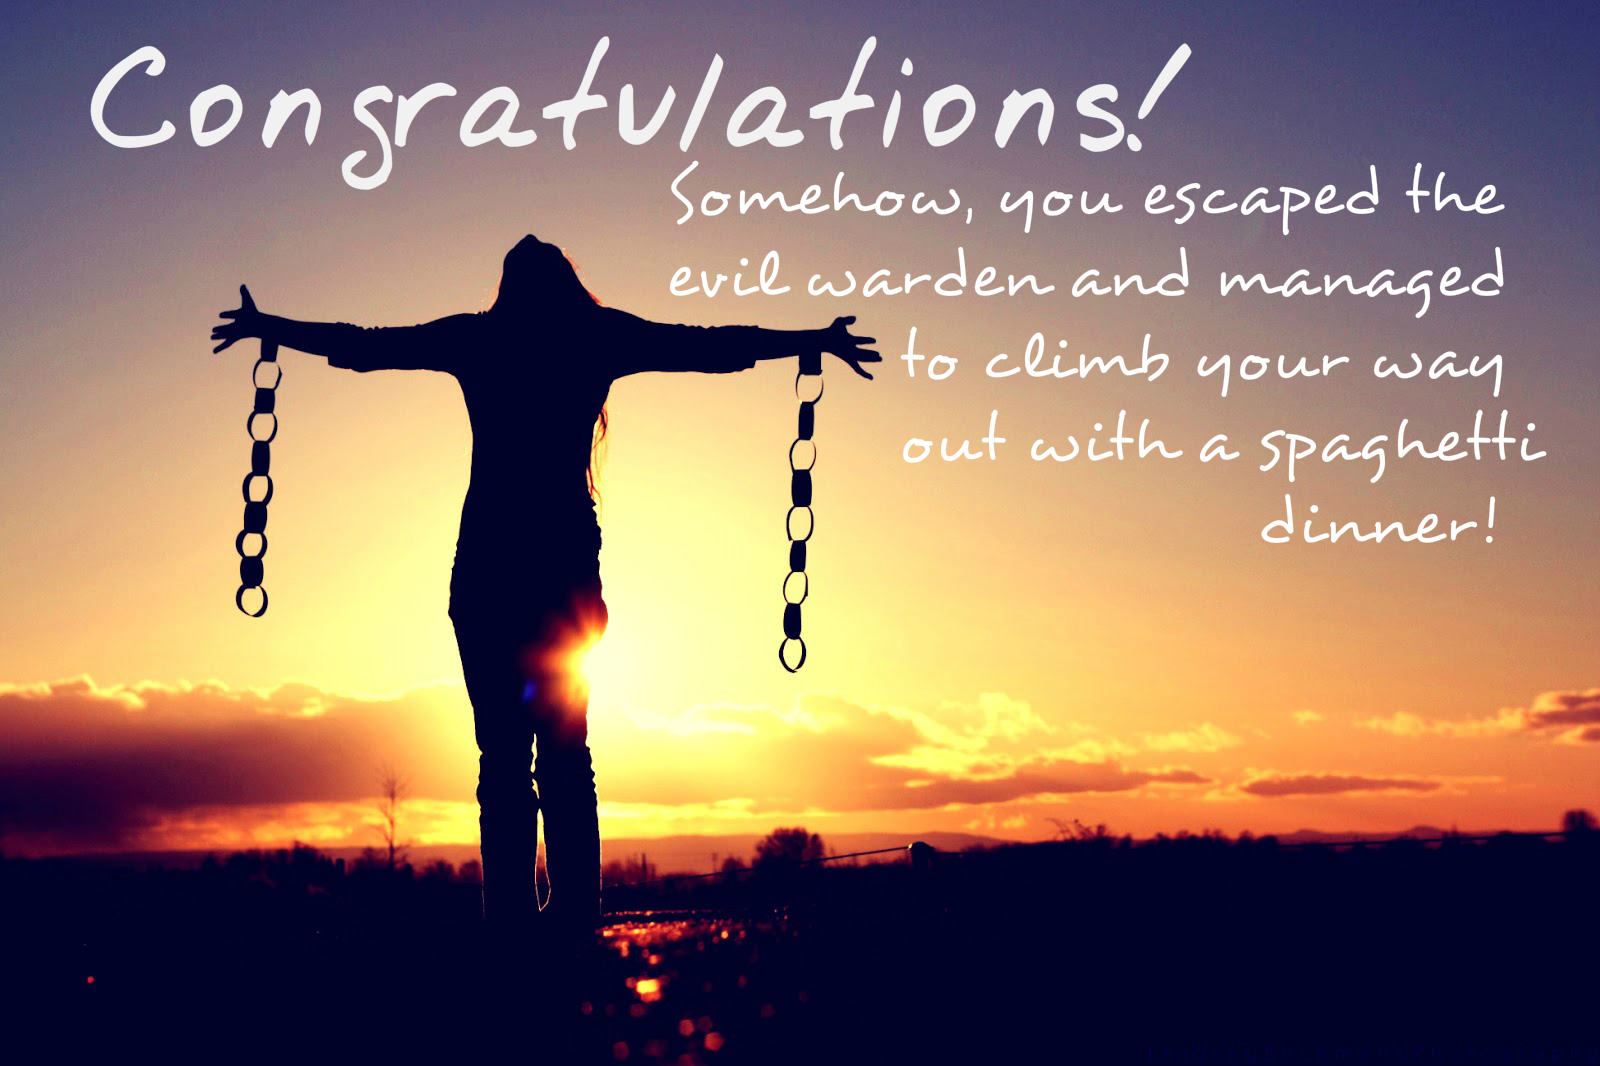 Congratulations!
Somehow, you escaped the
evil warden and managed
to climb your way
out with a spaghetti
dinner!